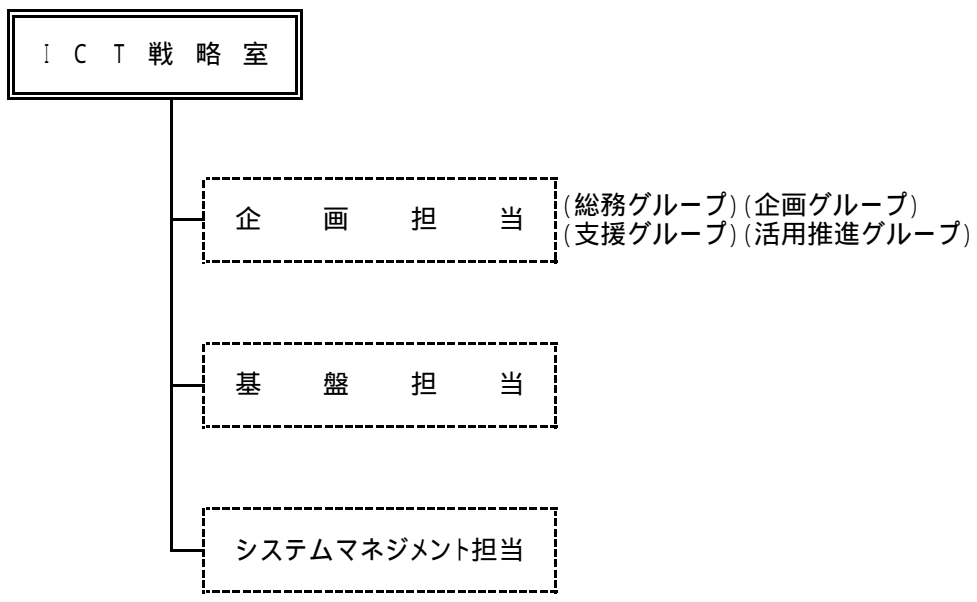 ICT戦略室
企画担当
(総務グループ)(企画グループ)
(支援グループ)(活用推進グループ)
基盤担当
システムマネジメント担当